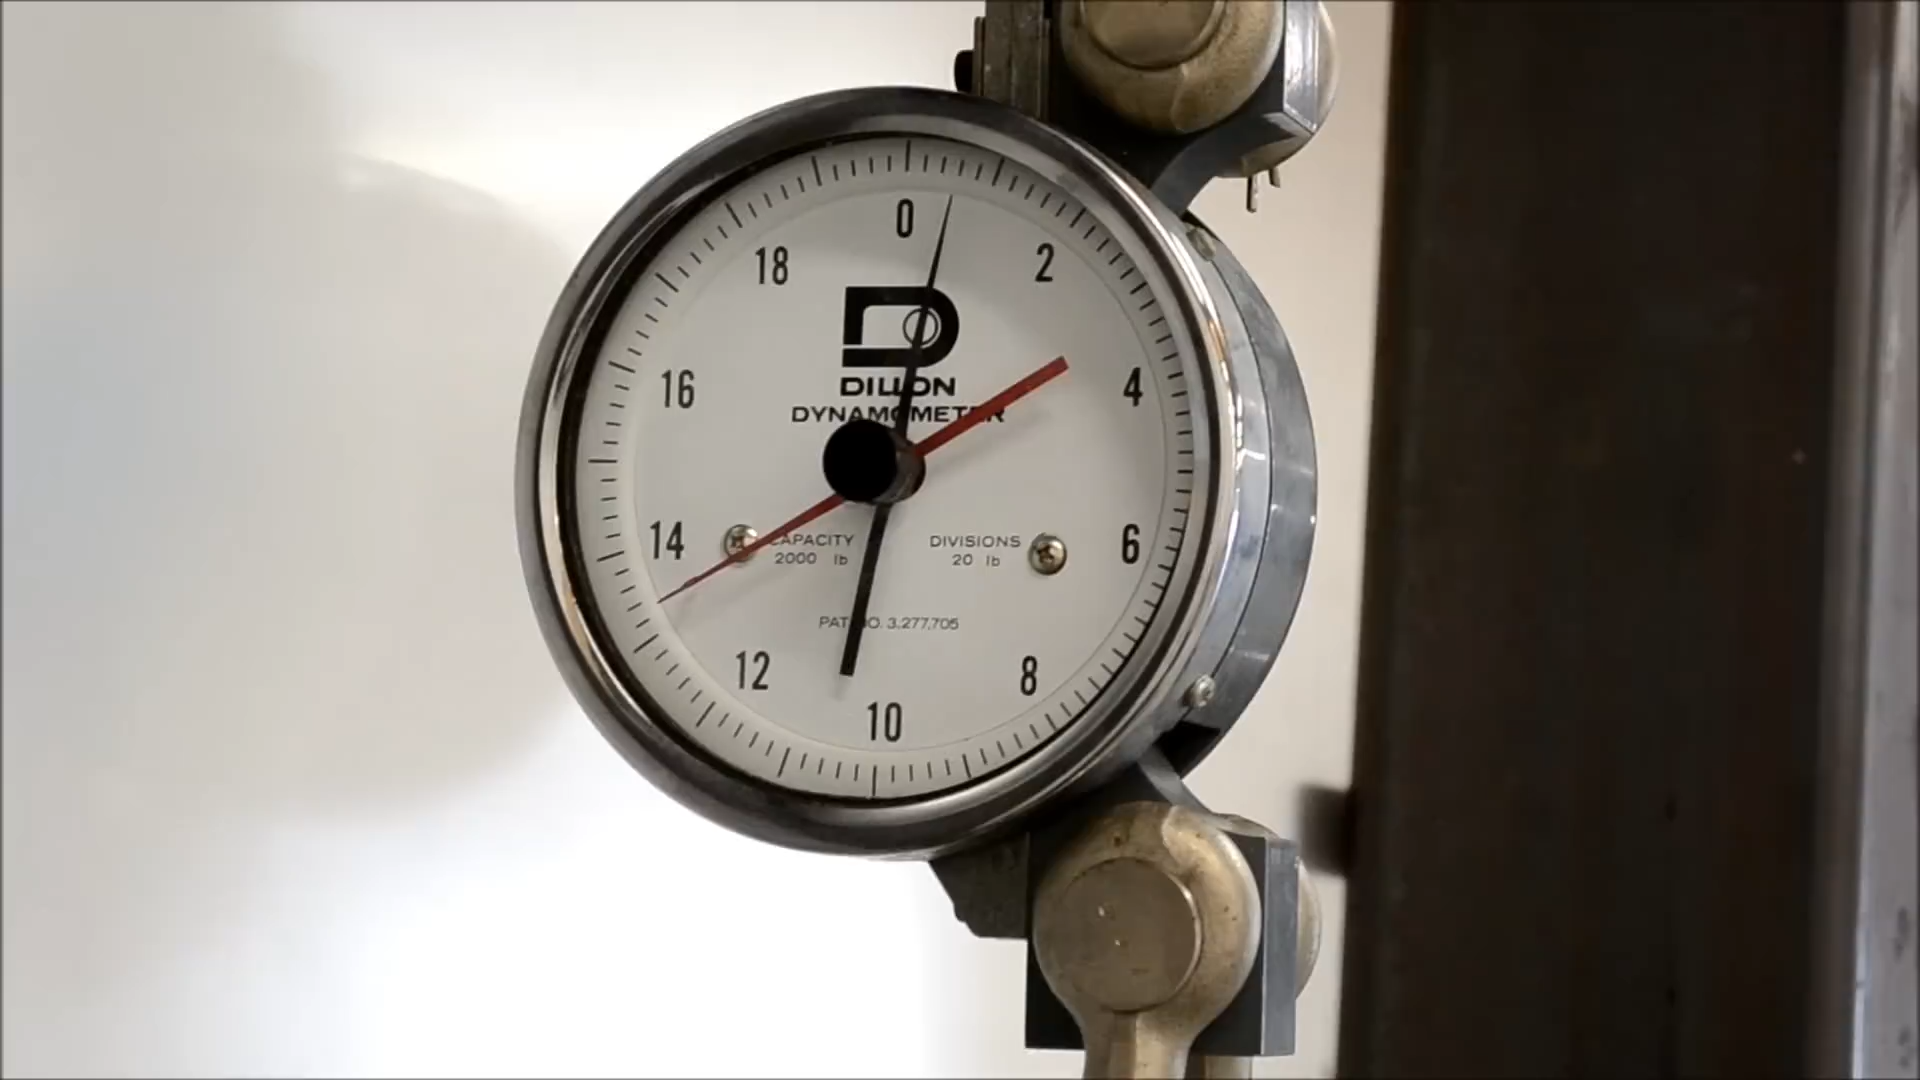 0
2
4
6
8
10
12
14
16
18
D
DILLON
DYNAMOMETER
CAPACITY
2000 lb
DIVISIONS
20 lb
PAT. NO. 3,277,705